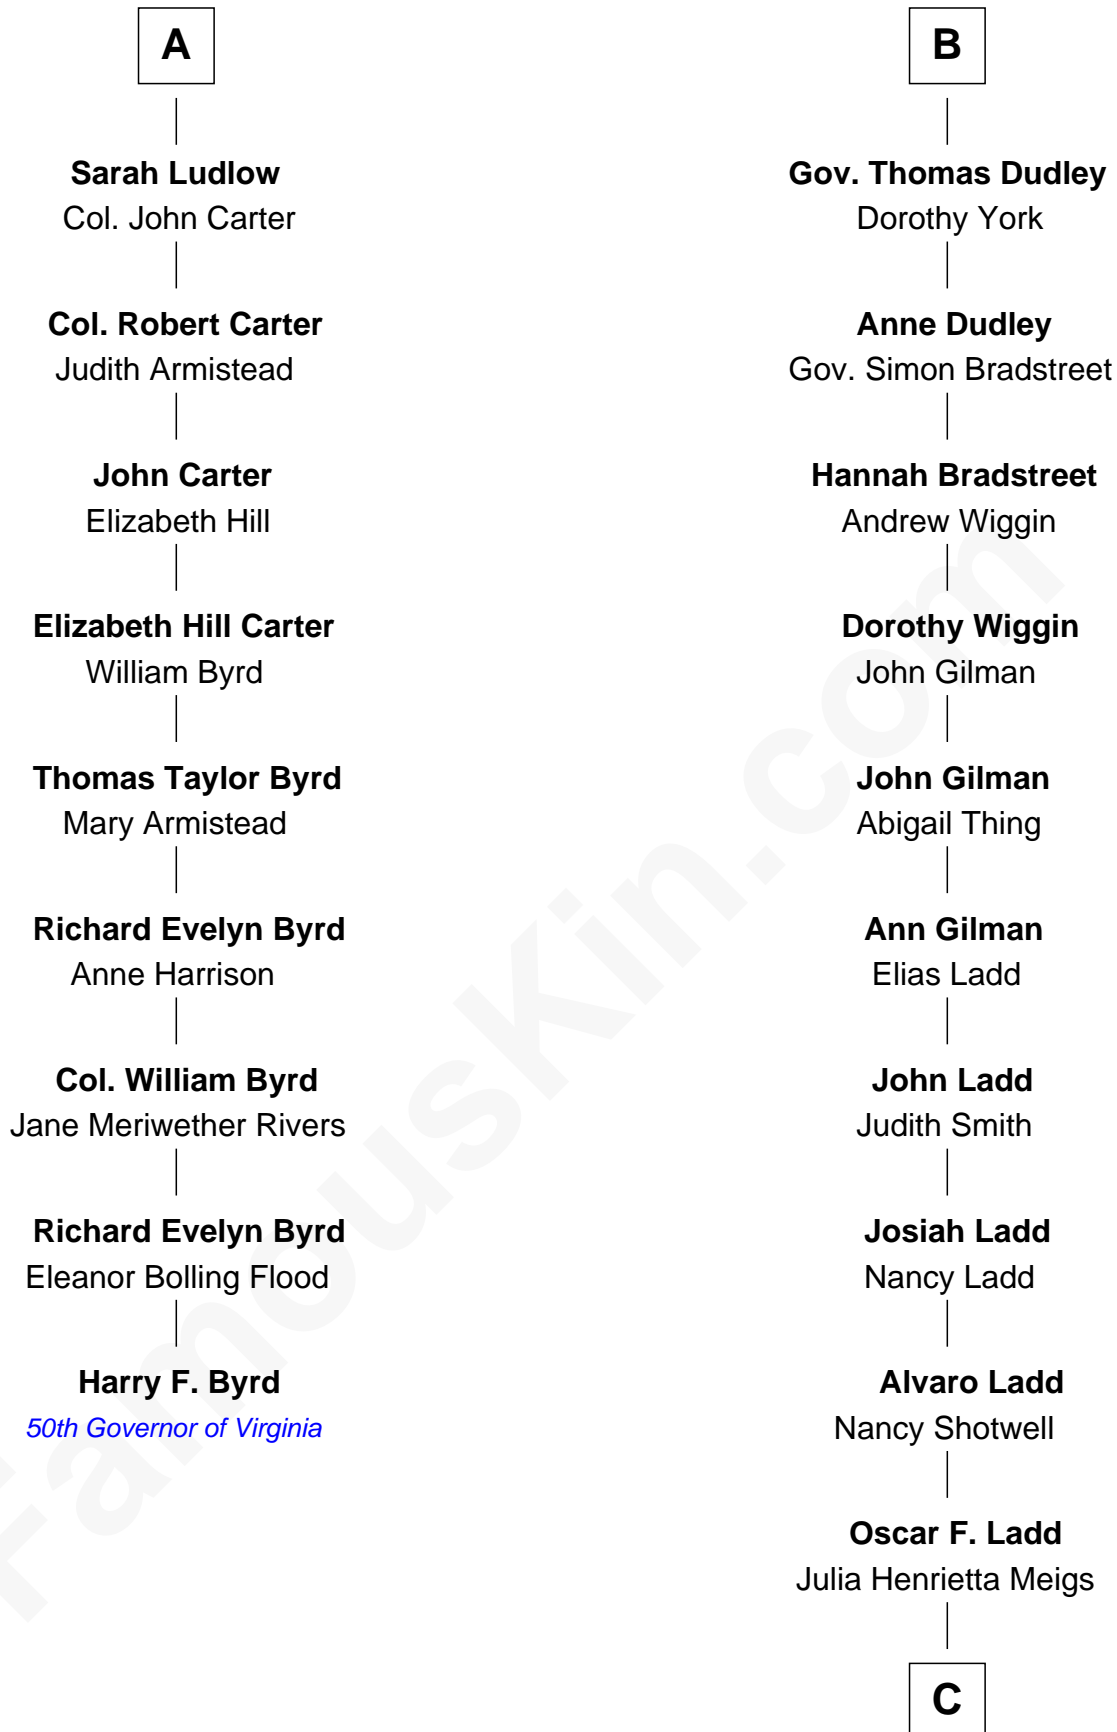 A
Sarah Ludlow
Col. John Carter
Col. Robert Carter
Judith Armistead
John Carter
Elizabeth Hill
Elizabeth Hill Carter
William Byrd
Thomas Taylor Byrd
Mary Armistead
Richard Evelyn Byrd
Anne Harrison
Col. William Byrd
Jane Meriwether Rivers
Richard Evelyn Byrd
Eleanor Bolling Flood
Harry F. Byrd
50th Governor of Virginia
B
Gov. Thomas Dudley
Dorothy York
Anne Dudley
Gov. Simon Bradstreet
Hannah Bradstreet
Andrew Wiggin
Dorothy Wiggin
John Gilman
John Gilman
Abigail Thing
Ann Gilman
Elias Ladd
John Ladd
Judith Smith
Josiah Ladd
Nancy Ladd
Alvaro Ladd
Nancy Shotwell
Oscar F. Ladd
Julia Henrietta Meigs
C
FamousKin.com